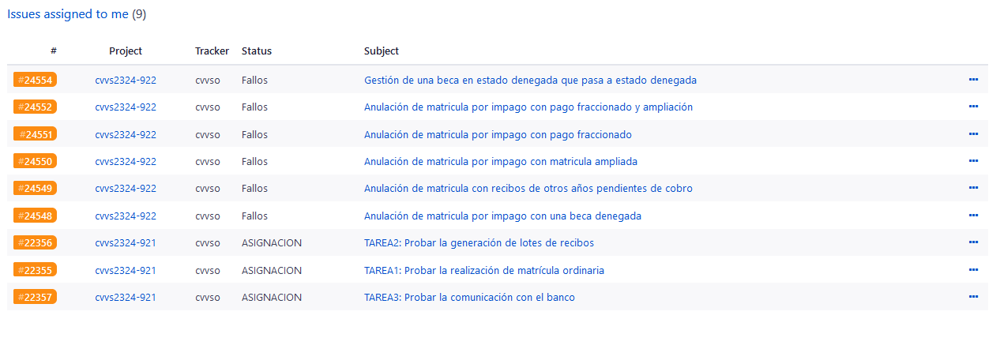 Issues assigned to me (9)
# Project Tracker Status Subject
#24554 cvvs2324-922 cvvso Fallos Gestión de una beca en estado denegada que pasa a estado denegada
#24552 cvvs2324-922 cvvso Fallos Anulación de matricula por impago con pago fraccionado y ampliación
#24551 cvvs2324-922 cvvso Fallos Anulación de matricula por impago con pago fraccionado
#24550 cvvs2324-922 cvvso Fallos Anulación de matricula por impago con matricula ampliada
#24549 cvvs2324-922 cvvso Fallos Anulación de matricula con recibos de otros años pendientes de cobro
#24548 cvvs2324-922 cvvso Fallos Anulación de matricula por impago con una beca denegada
#22356 cvvs2324-921 cvvso ASIGNACION TAREA2: Probar la generación de lotes de recibos
#22355 cvvs2324-921 cvvso ASIGNACION TAREA1: Probar la realización de matrícula ordinaria
#22357 cvvs2324-921 cvvso ASIGNACION TAREA3: Probar la comunicación con el banco